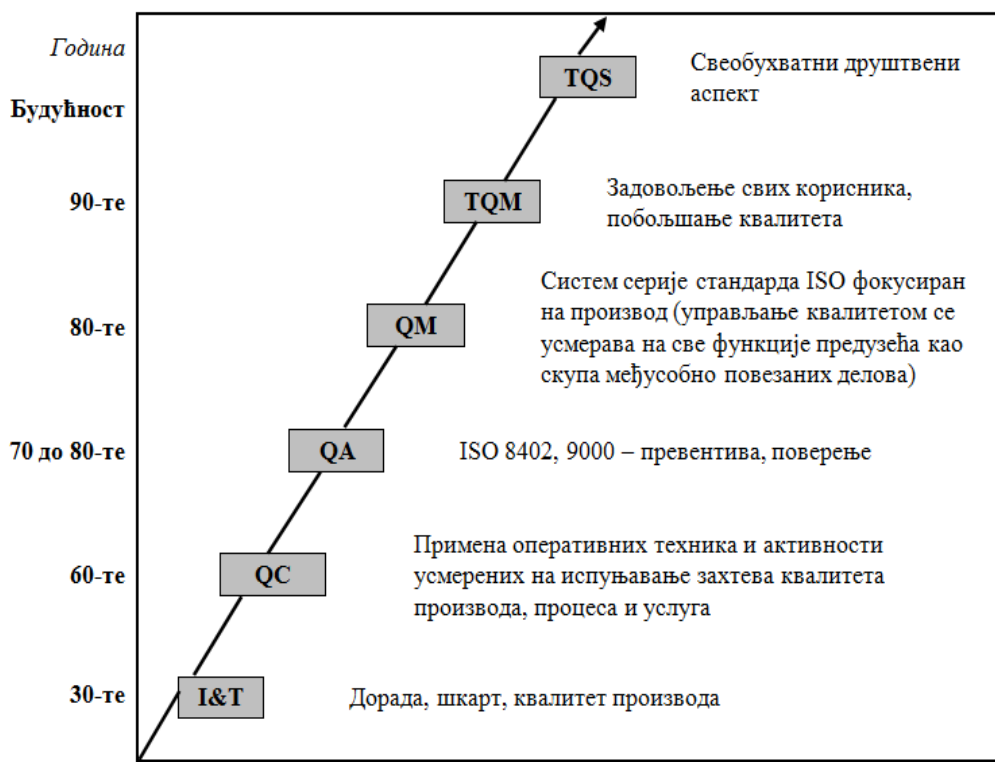 Година
Будућност
TQS
Свеобухватни друштвени
аспект
90-те
TQM
Задовољење свих корисника,
побољшање квалитета
80-те
QM
Систем серије стандарда ISO фокусиран
на производ (управљање квалитетом се
усмерава на све функције предузећа као
скупа међусобно повезаних делова)
70 до 80-те
QA
ISO 8402, 9000 – превентива, поверење
60-те
QC
Примена оперативних техника и активности
усмерених на испуњавање захтева квалитета
производа, процеса и услуга
30-те
I&T
Дорада, шкарт, квалитет производа